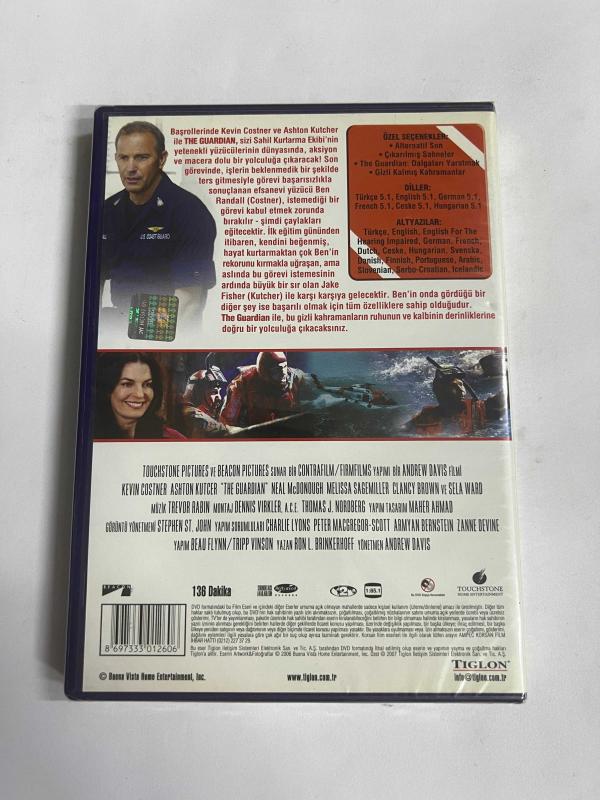 Başrollerinde Kevin Costner ve Ashton Kutcher
ile THE GUARDIAN, sizi Sahil Kurtarma Ekibi'nin
yetenekli yüzücülerinin dünyasında, aksiyon
ve macera dolu bir yolculuğa çıkaracak! Son
görevinde, işlerin beklenmedik bir şekilde
ters gitmesiyle görevi başarısızlıkla
sonuçlanan efsanevi yüzücü Ben
Randall (Costner), istemediği bir
görevi kabul etmek zorunda
bırakılır - şimdi çaylakları
eğitecektir. İlk eğitim gününden
itibaren, kendini beğenmiş,
hayat kurtarmaktan çok Ben'in
rekorunu kırmakla uğraşan, ama
aslında bu görevi istemesinin
ardında büyük bir sır olan Jake
Fisher (Kutcher) ile karşı karşıya gelecektir. Ben'in onda gördüğü bir
diğer şey ise başarılı olmak için tüm özelliklere sahip olduğudur.
The Guardian ile, bu gizli kahramanların ruhunun ve kalbinin derinliklerine
doğru bir yolculuğa çıkacaksınız.
U.S. COAST GUARD
ÖZEL SEÇENEKLER:
• Alternatif Son
• Çıkarılmış Sahneler
• The Guardian: Dalgaları Yaratmak
• Gizli Kalmış Kahramanlar
DİLLER:
Türkçe 5.1, English 5.1, German 5.1,
French 5.1, Ceske 5.1, Hungarian 5.1
ALTYAZILAR:
Türkçe, English, English For The
Hearing Impaired, German, French,
Dutch, Ceske, Hungarian, Svenska,
Danish, Finnish, Portuguese, Arabic,
Slovenian, Serbo-Croatian, Icelandic
TOUCHSTONE PICTURES VE BEACON PICTURES SUNAR BİR CONTRAFILM/FIRMFILMS YAPIMI BİR ANDREW DAVIS FİLMİ
KEVIN COSTNER ASHTON KUTCER "THE GUARDIAN" NEAL McDONOUGH MELISSA SAGEMILLER CLANCY BROWN VE SELA WARD
MÜZİK TREVOR RABIN MONTAJ DENNIS VIRKLER, A.C.E. THOMAS J. NORDBERG YAPIM TASARIM MAHER AHMAD
GÖRÜNTÜ YÖNETMENİ STEPHEN ST. JOHN YAPIM SORUMLULARI CHARLIE LYONS PETER MACGREGOR-SCOTT ARMYAN BERNSTEIN ZANNE DEVINE
YAPIM BEAU FLYNN/TRIPP VINSON YAZAN RON L. BRINKERHOFF YÖNETMEN ANDREW DAVIS
BEACON
136 Dakika
2
1:85.1
TOUCHSTONE
HOME ENTERTAINMENT
8 697333 012606
TIGLON
© Buena Vista Home Entertainment, Inc.
www.tiglon.com.tr
info@tiglon.com.tr